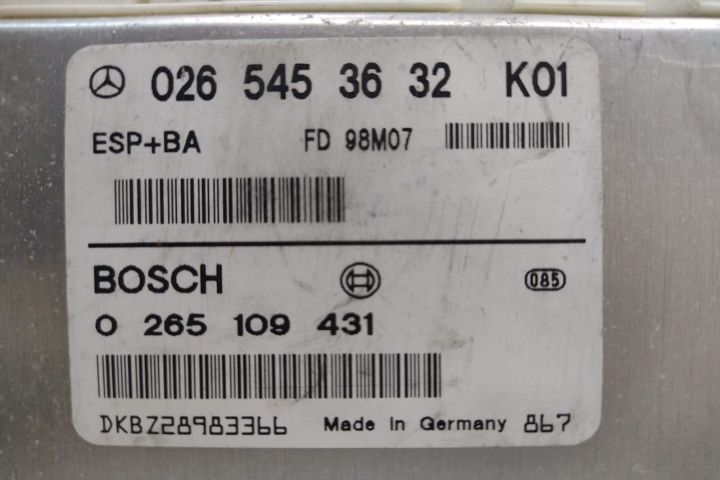 026 545 36 32 K01
ESP+BA FD 98M07
BOSCH 085
0 265 109 431
DKBZ28983366 Made in Germany 867